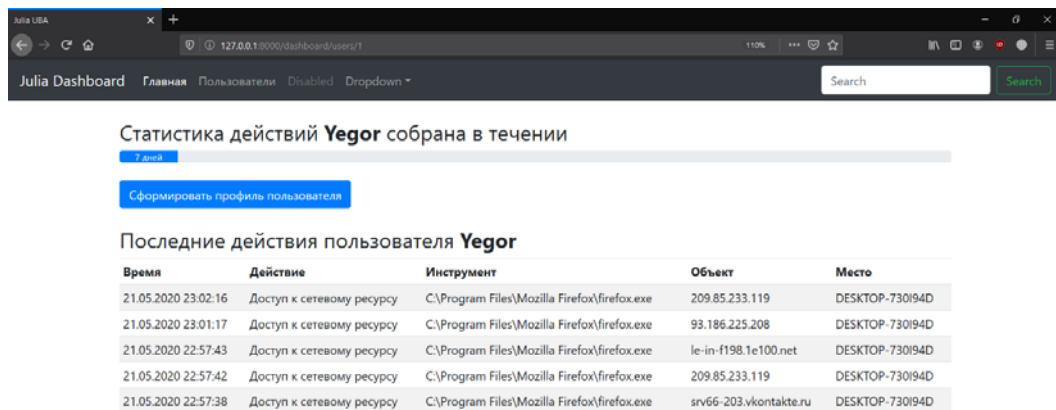 Julia UBA
127.0.0.1:8000/dashboard/users/1 110%
Julia Dashboard Главная Пользователи Disabled Dropdown Search Search
Статистика действий Yegor собрана в течении
7 дней
Сформировать профиль пользователя
Последние действия пользователя Yegor
Время Действие Инструмент Объект Место
21.05.2020 23:02:16 Доступ к сетевому ресурсу C:\Program Files\Mozilla Firefox\firefox.exe 209.85.233.119 DESKTOP-730I94D
21.05.2020 23:01:17 Доступ к сетевому ресурсу C:\Program Files\Mozilla Firefox\firefox.exe 93.186.225.208 DESKTOP-730I94D
21.05.2020 22:57:43 Доступ к сетевому ресурсу C:\Program Files\Mozilla Firefox\firefox.exe le-in-f198.1e100.net DESKTOP-730I94D
21.05.2020 22:57:42 Доступ к сетевому ресурсу C:\Program Files\Mozilla Firefox\firefox.exe 209.85.233.119 DESKTOP-730I94D
21.05.2020 22:57:38 Доступ к сетевому ресурсу C:\Program Files\Mozilla Firefox\firefox.exe srv66-203.vkontakte.ru DESKTOP-730I94D